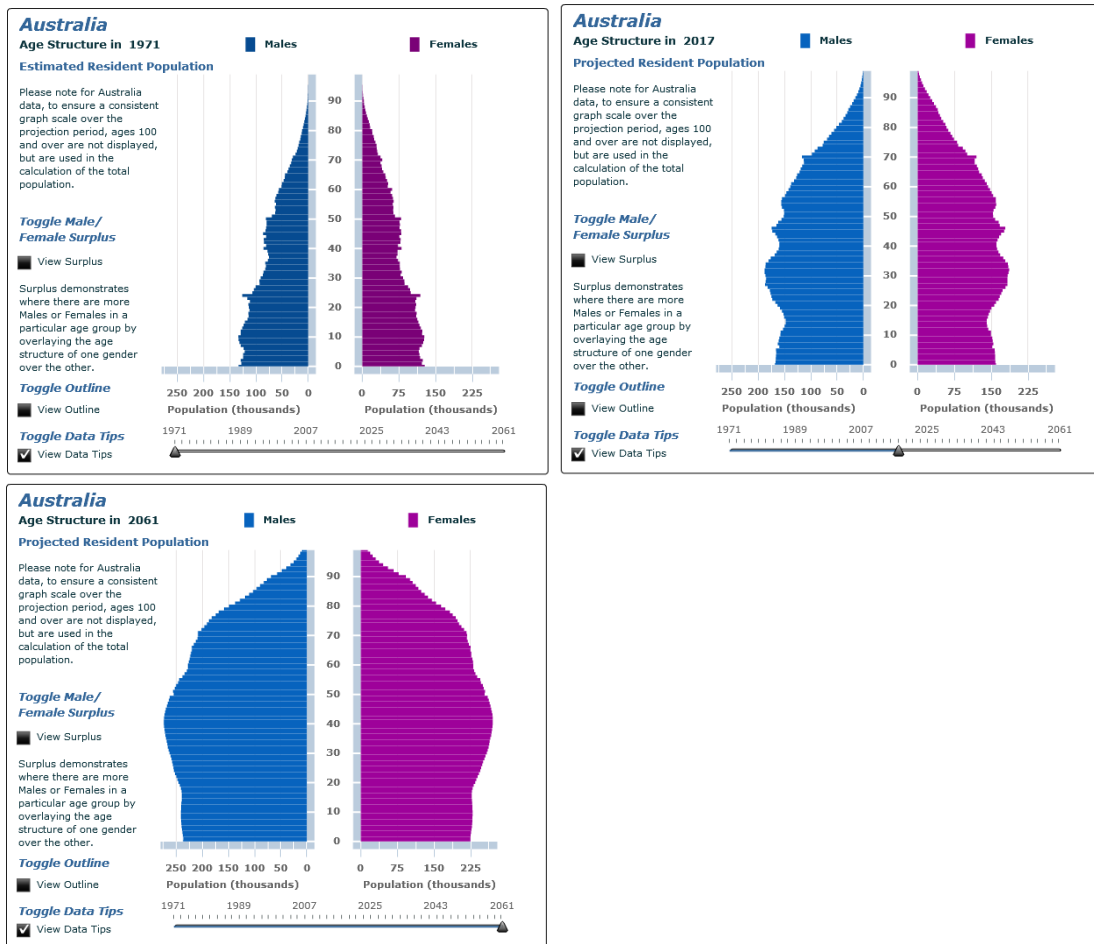 Australia
Age Structure in 1971
Males
Females
Estimated Resident Population
Please note for Australia
data, to ensure a consistent
graph scale over the
projection period, ages 100
and over are not displayed,
but are used in the
calculation of the total
population.
Toggle Male/
Female Surplus
View Surplus
Surplus demonstrates
where there are more
Males or Females in a
particular age group by
overlaying the age
structure of one gender
over the other.
Toggle Outline
View Outline
Toggle Data Tips
View Data Tips
90
80
70
60
50
40
30
20
10
0
250 200 150 100 50 0
0 75 150 225
Population (thousands)
Population (thousands)
1971 1989 2007 2025 2043 2061
Australia
Age Structure in 2017
Males
Females
Projected Resident Population
Please note for Australia
data, to ensure a consistent
graph scale over the
projection period, ages 100
and over are not displayed,
but are used in the
calculation of the total
population.
Toggle Male/
Female Surplus
View Surplus
Surplus demonstrates
where there are more
Males or Females in a
particular age group by
overlaying the age
structure of one gender
over the other.
Toggle Outline
View Outline
Toggle Data Tips
View Data Tips
90
80
70
60
50
40
30
20
10
0
250 200 150 100 50 0
0 75 150 225
Population (thousands)
Population (thousands)
1971 1989 2007 2025 2043 2061
Australia
Age Structure in 2061
Males
Females
Projected Resident Population
Please note for Australia
data, to ensure a consistent
graph scale over the
projection period, ages 100
and over are not displayed,
but are used in the
calculation of the total
population.
Toggle Male/
Female Surplus
View Surplus
Surplus demonstrates
where there are more
Males or Females in a
particular age group by
overlaying the age
structure of one gender
over the other.
Toggle Outline
View Outline
Toggle Data Tips
View Data Tips
90
80
70
60
50
40
30
20
10
0
250 200 150 100 50 0
0 75 150 225
Population (thousands)
Population (thousands)
1971 1989 2007 2025 2043 2061